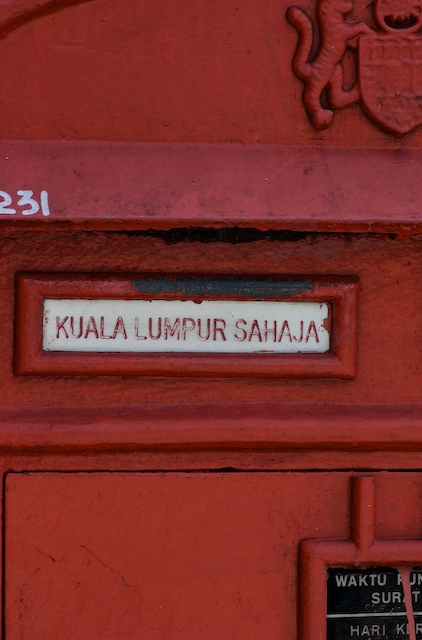 231
KUALA LUMPUR SAHAJA
WAKTU
SURAT
HARI